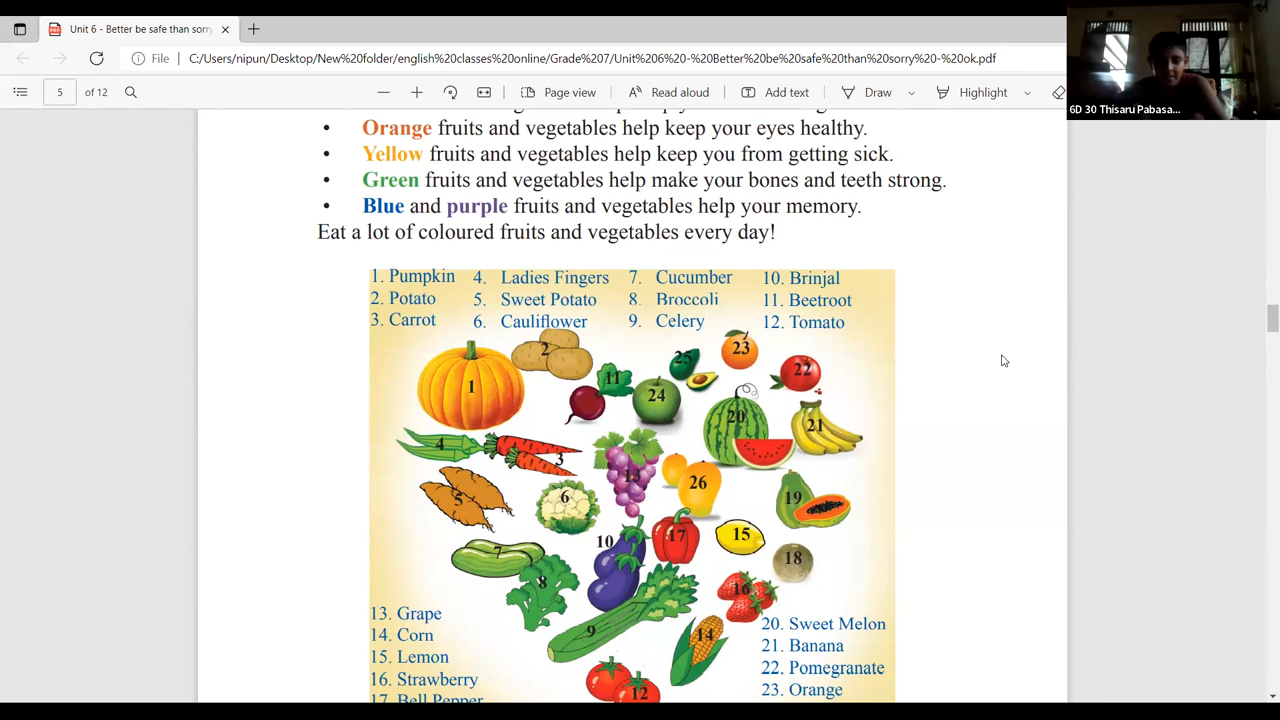 Unit 6 - Better be safe than sorry
File C:/Users/nipun/Desktop/New%20folder/english%20classes%20online/Grade%207/Unit%206%20-%20Better%20be%20safe%20than%20sorry%20-%20ok.pdf
5 of 12 Page view Read aloud Add text Draw Highlight
6D 30 Thisaru Pabasa...
• Orange fruits and vegetables help keep your eyes healthy.
• Yellow fruits and vegetables help keep you from getting sick.
• Green fruits and vegetables help make your bones and teeth strong.
• Blue and purple fruits and vegetables help your memory.
Eat a lot of coloured fruits and vegetables every day!
1. Pumpkin 4. Ladies Fingers 7. Cucumber 10. Brinjal
2. Potato 5. Sweet Potato 8. Broccoli 11. Beetroot
3. Carrot 6. Cauliflower 9. Celery 12. Tomato
2
23
25
22
1
11
24
20
21
4
3
13
26
5
6
19
10
17
15
7
18
8
16
9
14
12
13. Grape
14. Corn
15. Lemon
16. Strawberry
17. Bell Pepper
20. Sweet Melon
21. Banana
22. Pomegranate
23. Orange